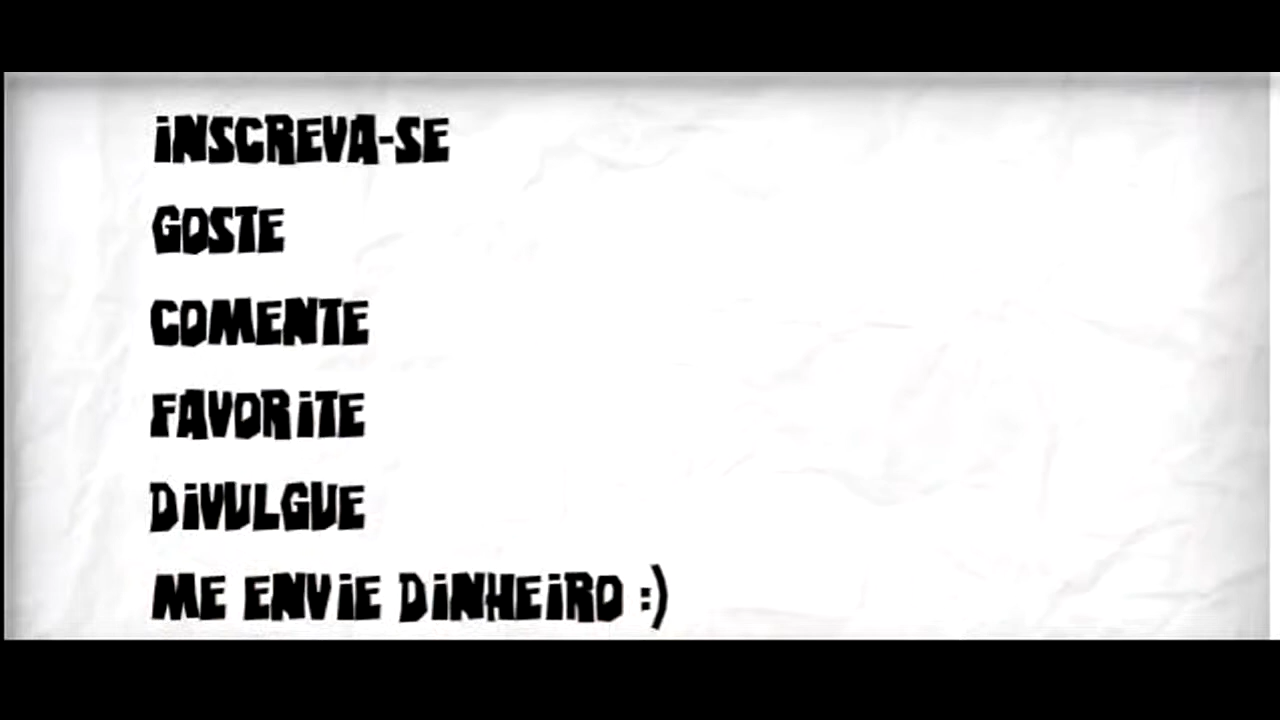 INSCREVA-SE
GOSTE
COMENTE
FAVORITE
DIVULGUE
ME ENVIE DINHEIRO :)